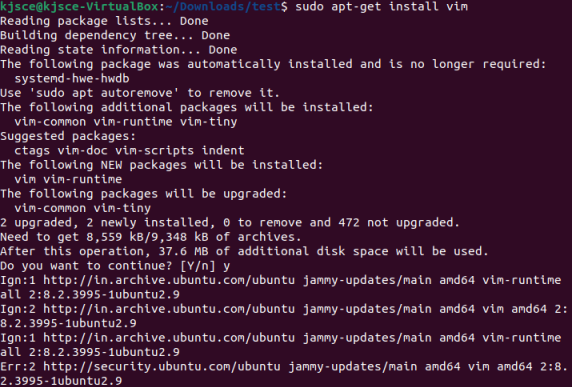 kjsce@kjsce-VirtualBox:~/Downloads/test$ sudo apt-get install vim
Reading package lists... Done
Building dependency tree... Done
Reading state information... Done
The following package was automatically installed and is no longer required:
  systemd-hwe-hwdb
Use 'sudo apt autoremove' to remove it.
The following additional packages will be installed:
  vim-common vim-runtime vim-tiny
Suggested packages:
  ctags vim-doc vim-scripts indent
The following NEW packages will be installed:
  vim vim-runtime
The following packages will be upgraded:
  vim-common vim-tiny
2 upgraded, 2 newly installed, 0 to remove and 472 not upgraded.
Need to get 8,559 kB/9,348 kB of archives.
After this operation, 37.6 MB of additional disk space will be used.
Do you want to continue? [Y/n] y
Ign:1 http://in.archive.ubuntu.com/ubuntu jammy-updates/main amd64 vim-runtime
all 2:8.2.3995-1ubuntu2.9
Ign:2 http://in.archive.ubuntu.com/ubuntu jammy-updates/main amd64 vim amd64 2:
8.2.3995-1ubuntu2.9
Ign:1 http://in.archive.ubuntu.com/ubuntu jammy-updates/main amd64 vim-runtime
all 2:8.2.3995-1ubuntu2.9
Err:2 http://security.ubuntu.com/ubuntu jammy-updates/main amd64 vim amd64 2:8.
2.3995-1ubuntu2.9